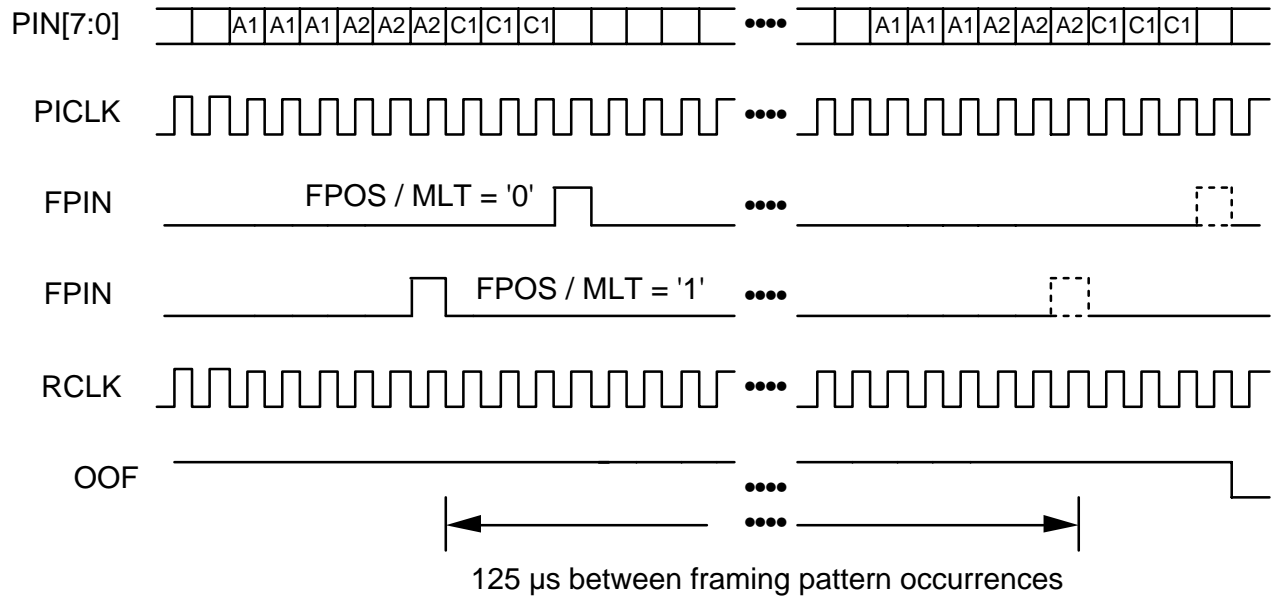 PIN[7:0] A1 A1 A1 A2 A2 A2 C1 C1 C1 •••• A1 A1 A1 A2 A2 A2 C1 C1 C1
PICLK ••••
FPIN FPOS / MLT = '0' ••••
FPIN FPOS / MLT = '1' ••••
RCLK ••••
OOF ••••
••••
125 µs between framing pattern occurrences